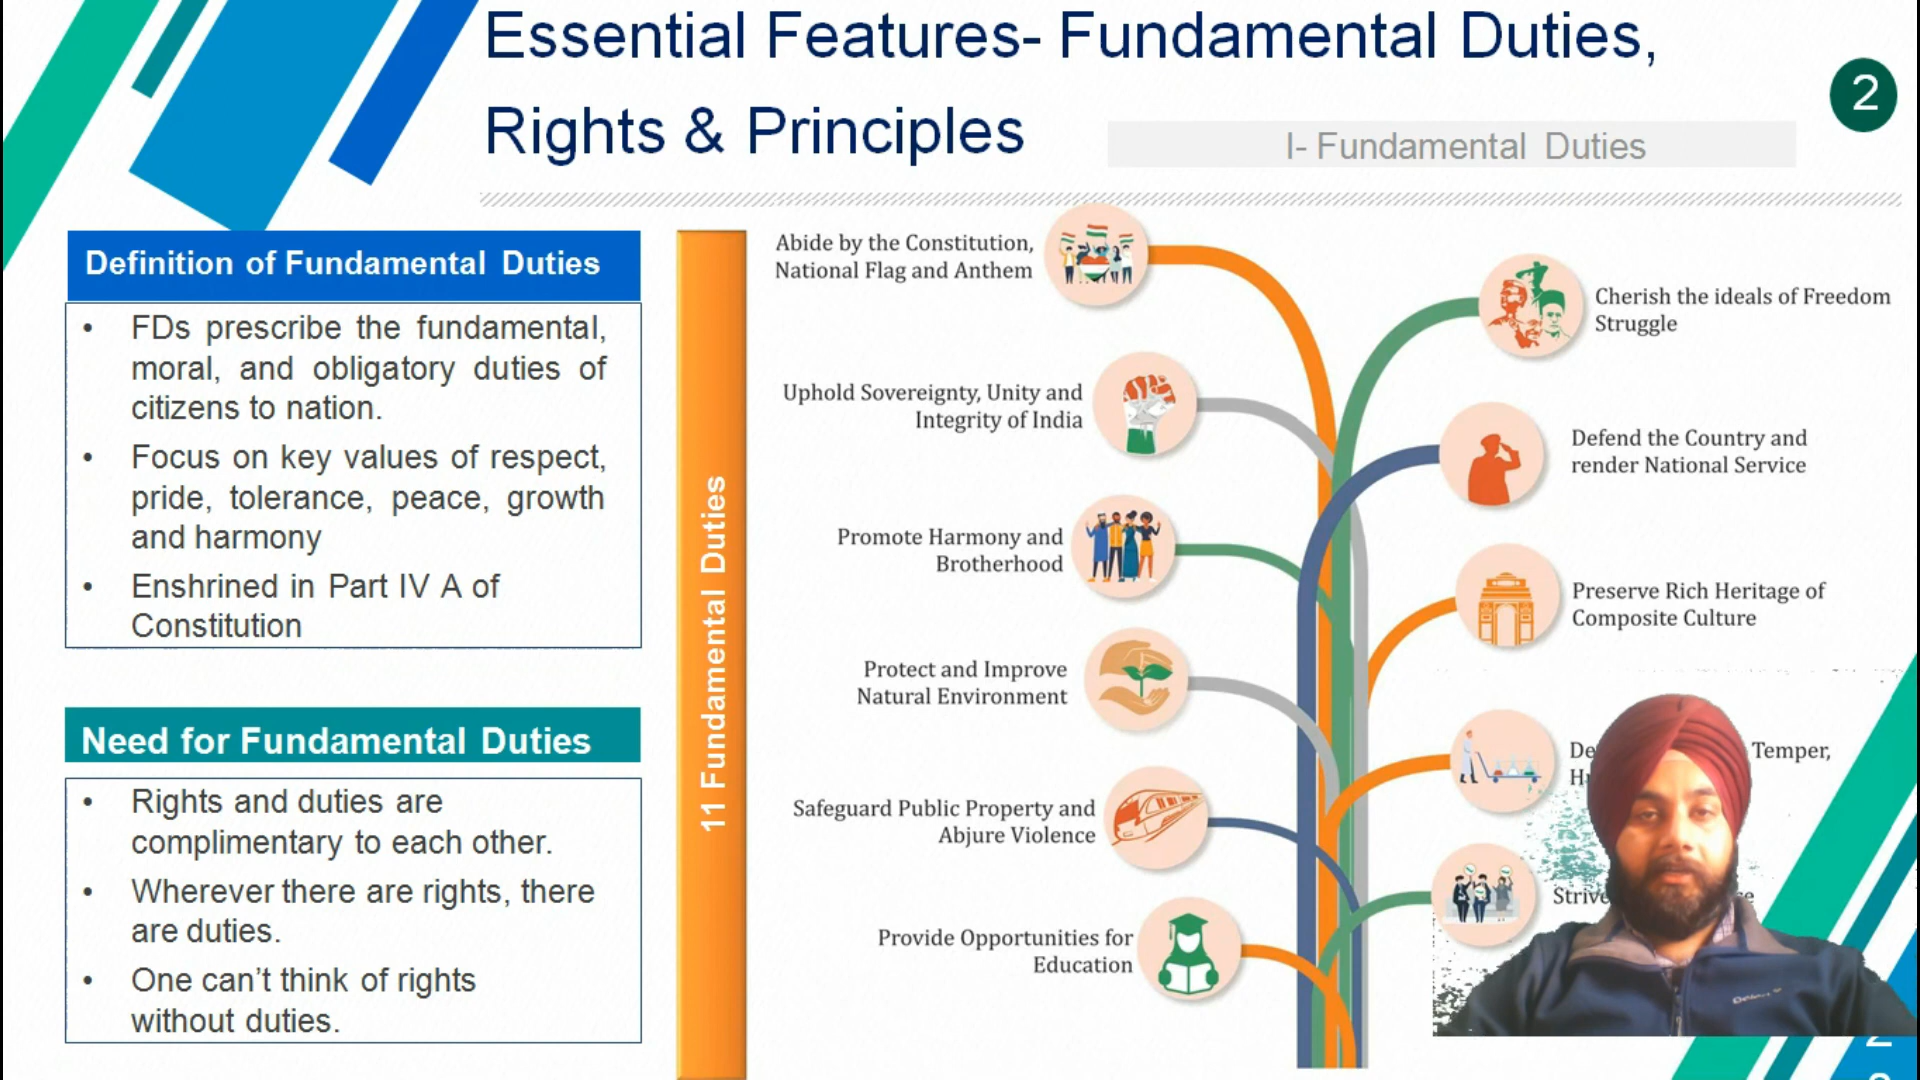 Essential Features- Fundamental Duties,
Rights & Principles
I- Fundamental Duties
2
Definition of Fundamental Duties
• FDs prescribe the fundamental,
moral, and obligatory duties of
citizens to nation.
• Focus on key values of respect,
pride, tolerance, peace, growth
and harmony
• Enshrined in Part IV A of
Constitution
Need for Fundamental Duties
• Rights and duties are
complimentary to each other.
• Wherever there are rights, there
are duties.
• One can't think of rights
without duties.
11 Fundamental Duties
Abide by the Constitution,
National Flag and Anthem
Cherish the ideals of Freedom
Struggle
Uphold Sovereignty, Unity and
Integrity of India
Defend the Country and
render National Service
Promote Harmony and
Brotherhood
Preserve Rich Heritage of
Composite Culture
Protect and Improve
Natural Environment
Temper,
Safeguard Public Property and
Abjure Violence
Strive
Provide Opportunities for
Education